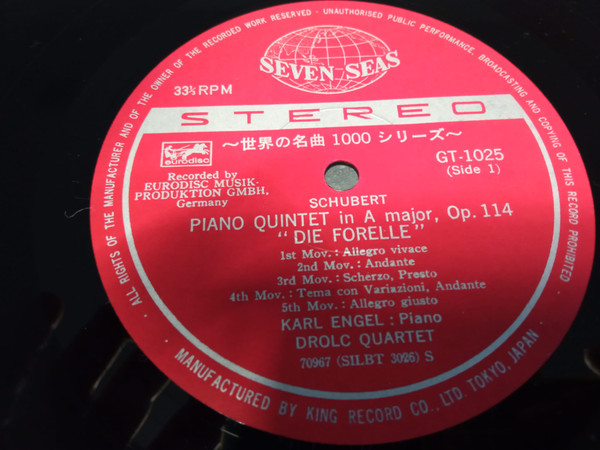 · ALL RIGHTS OF THE MANUFACTURER AND OF THE OWNER OF THE RECORDED WORK RESERVED · UNAUTHORISED PUBLIC PERFORMANCE, BROADCASTING AND COPYING OF THIS RECORD PROHIBITED ·
SEVEN SEAS
33⅓RPM
STEREO
～世界の名曲 1000 シリーズ～
eurodisc
GT-1025
(Side 1)
Recorded by
EURODISC MUSIK-
PRODUKTION GMBH,
Germany
SCHUBERT
PIANO QUINTET in A major, Op. 114
“DIE FORELLE”
1st Mov. : Allegro vivace
2nd Mov. : Andante
3rd Mov. : Scherzo, Presto
4th Mov. : Tema con Variazioni, Andante
5th Mov. : Allegro giusto
KARL ENGEL : Piano
DROLC QUARTET
70967 (SILBT 3026) S
MANUFACTURED BY KING RECORD CO., LTD. TOKYO, JAPAN